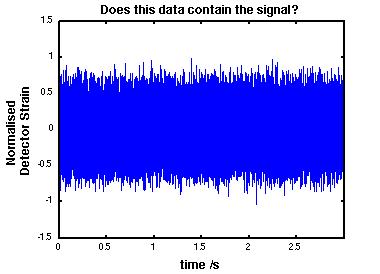 Does this data contain the signal?
1.5
1
0.5
0
-0.5
-1
-1.5
Normalised
Detector Strain
0 0.5 1 1.5 2 2.5
time /s